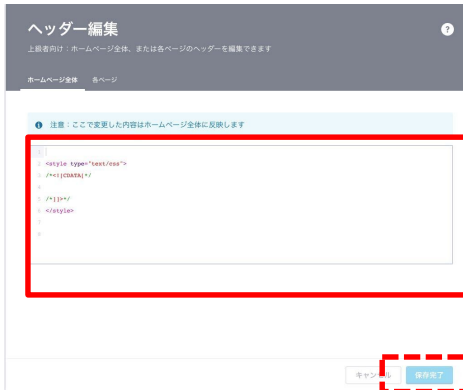 ヘッダー編集
?
上級者向け：ホームページ全体、または各ページのヘッダーを編集できます
ホームページ全体 各ページ
注意：ここで変更した内容はホームページ全体に反映します
1
2 <style type="text/css">
3 /*<![CDATA[*/
4
5 /*]]>*/
6 </style>
7
8
キャンセル 保存完了